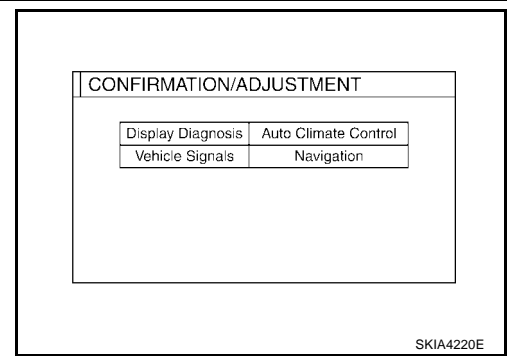 CONFIRMATION/ADJUSTMENT
Display Diagnosis Auto Climate Control
Vehicle Signals Navigation
SKIA4220E